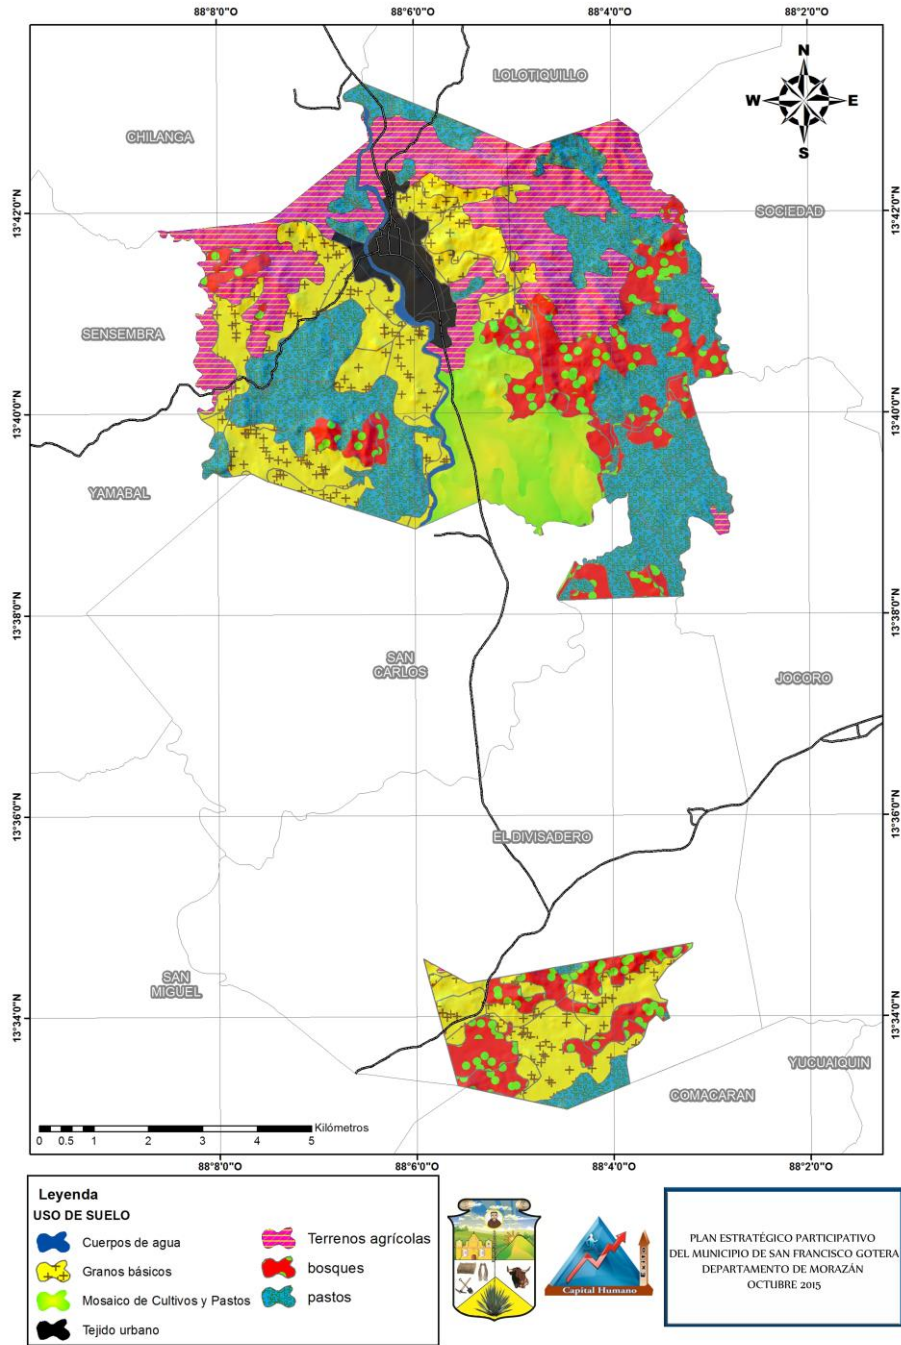 88°8'0"O 88°6'0"O 88°4'0"O 88°2'0"O
LOLOTIQUILLO
N
W E
S
CHILANGA
13°42'0"N
13°42'0"N
SOCIEDAD
SENSEMBRA
13°40'0"N
13°40'0"N
YAMABAL
13°38'0"N
13°38'0"N
SAN
CARLOS
JOCORO
13°36'0"N
13°36'0"N
EL DIVISADERO
SAN
MIGUEL
13°34'0"N
13°34'0"N
YUCUAIQUIN
COMACARAN
Kilómetros
0 0.5 1 2 3 4 5
88°8'0"O 88°6'0"O 88°4'0"O 88°2'0"O
Leyenda
USO DE SUELO
Cuerpos de agua
Granos básicos
Mosaico de Cultivos y Pastos
Tejido urbano
Terrenos agrícolas
bosques
pastos
Capital Humano
Exito
PLAN ESTRATÉGICO PARTICIPATIVO
DEL MUNICIPIO DE SAN FRANCISCO GOTERA
DEPARTAMENTO DE MORAZÁN
OCTUBRE 2015